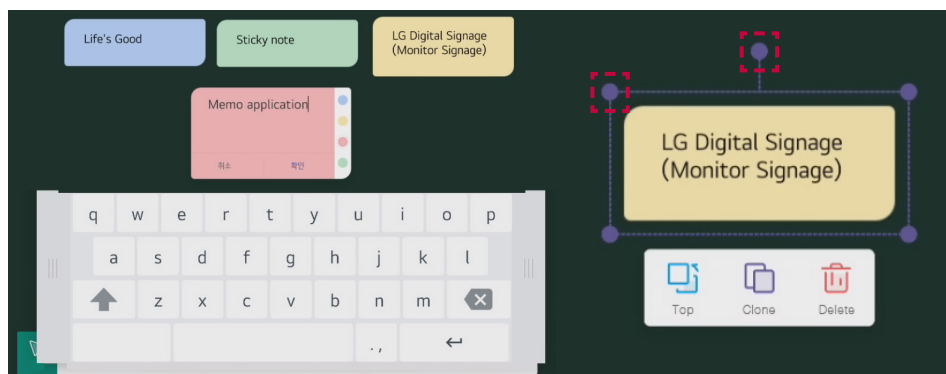 Life's Good
Sticky note
LG Digital Signage
(Monitor Signage)
Memo application
취소 확인
q w e r t y u i o p
a s d f g h j k l
z x c v b n m
. ,
LG Digital Signage
(Monitor Signage)
Top Clone Delete